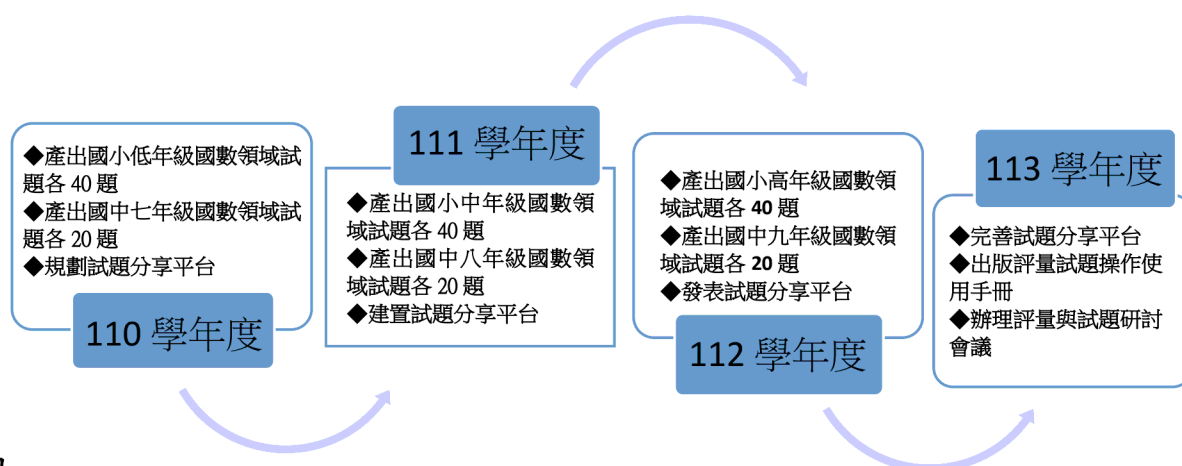 ◆產出國小低年級國數領域試
題各 40 題
◆產出國中七年級國數領域試
題各 20 題
◆規劃試題分享平台
110 學年度
111 學年度
◆產出國小中年級國數領
域試題各 40 題
◆產出國中八年級國數領
域試題各 20 題
◆建置試題分享平台
◆產出國小高年級國數領
域試題各 40 題
◆產出國中九年級國數領
域試題各 20 題
◆發表試題分享平台
112 學年度
113 學年度
◆完善試題分享平台
◆出版評量試題操作使
用手冊
◆辦理評量與試題研討
會議